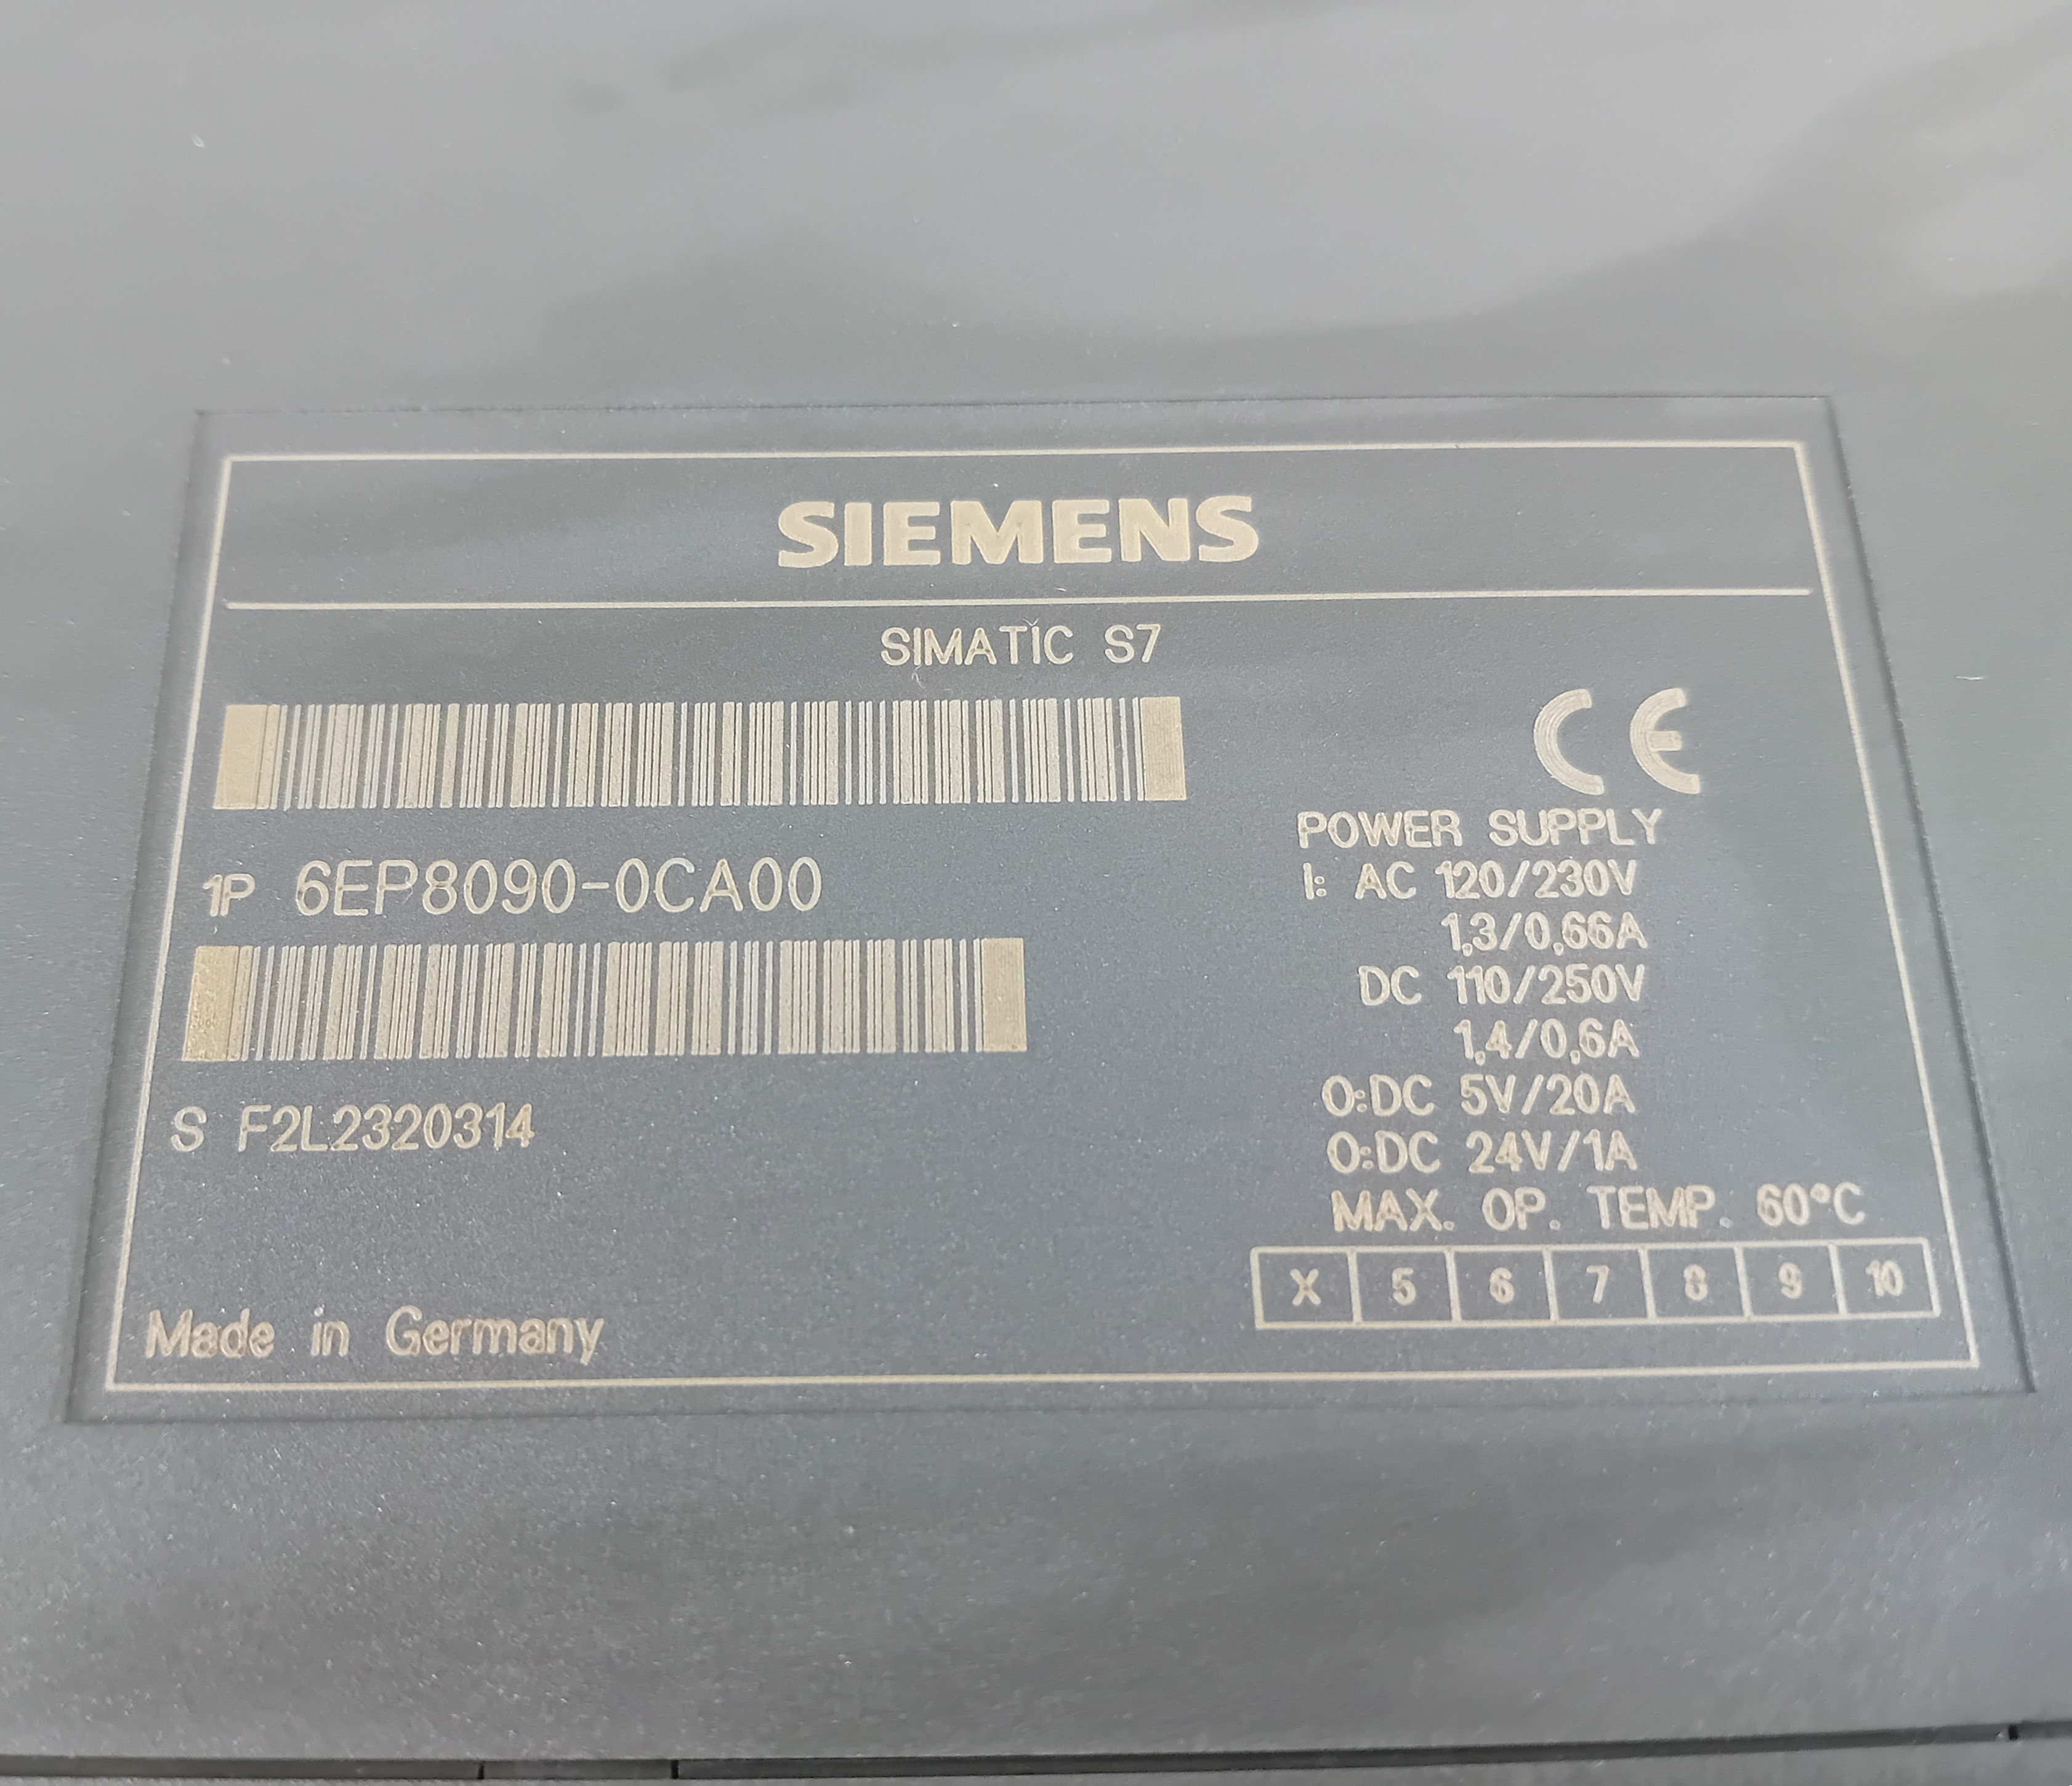 SIEMENS
SIMATIC S7
CE
1P 6EP8090-0CA00
S F2L2320314
POWER SUPPLY
I: AC 120/230V
1,3/0,66A
DC 110/250V
1,4/0,6A
O:DC 5V/20A
O:DC 24V/1A
MAX. OP. TEMP. 60°C
X 5 6 7 8 9 10
Made in Germany